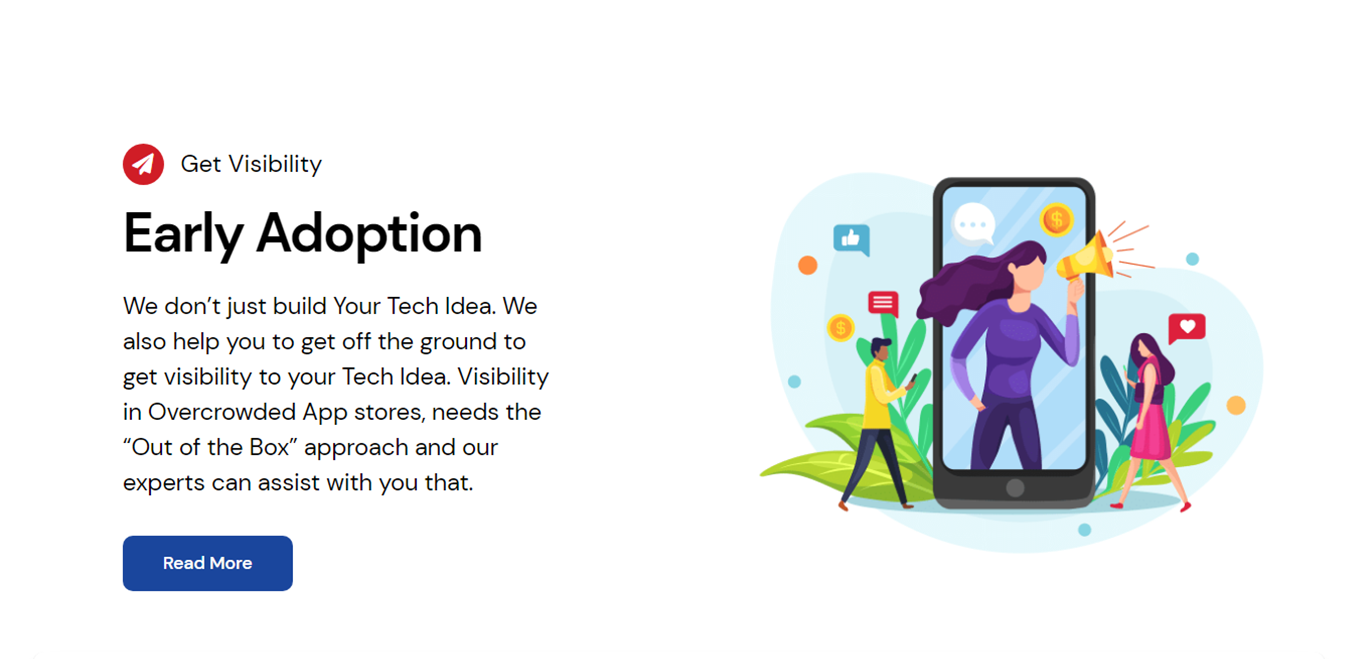 Get Visibility
Early Adoption
We don’t just build Your Tech Idea. We
also help you to get off the ground to
get visibility to your Tech Idea. Visibility
in Overcrowded App stores, needs the
“Out of the Box” approach and our
experts can assist with you that.
Read More